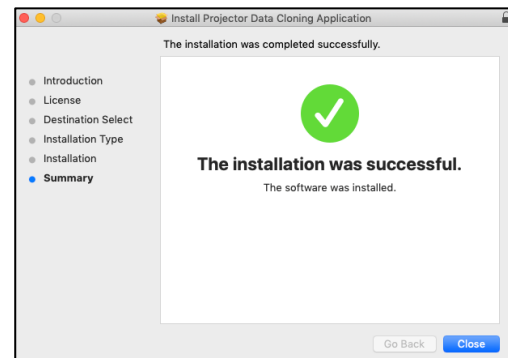 Install Projector Data Cloning Application
The installation was completed successfully.
Introduction
License
Destination Select
Installation Type
Installation
Summary
The installation was successful.
The software was installed.
Go Back
Close